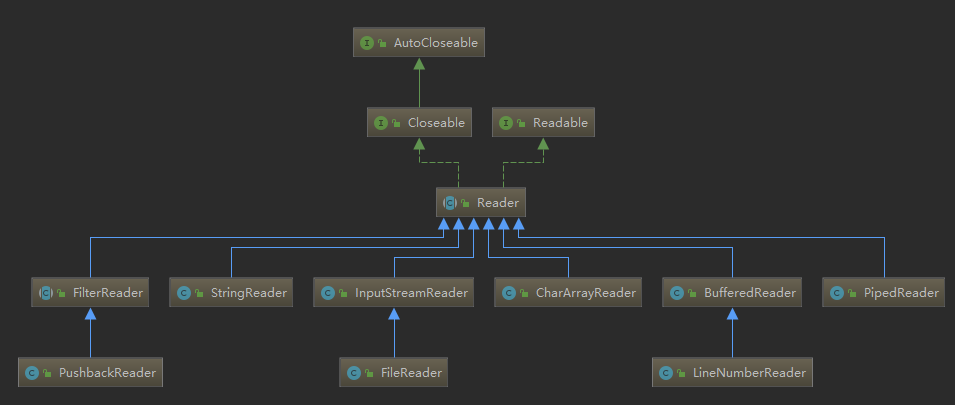 AutoCloseable
Closeable
Readable
Reader
FilterReader
StringReader
InputStreamReader
CharArrayReader
BufferedReader
PipedReader
PushbackReader
FileReader
LineNumberReader